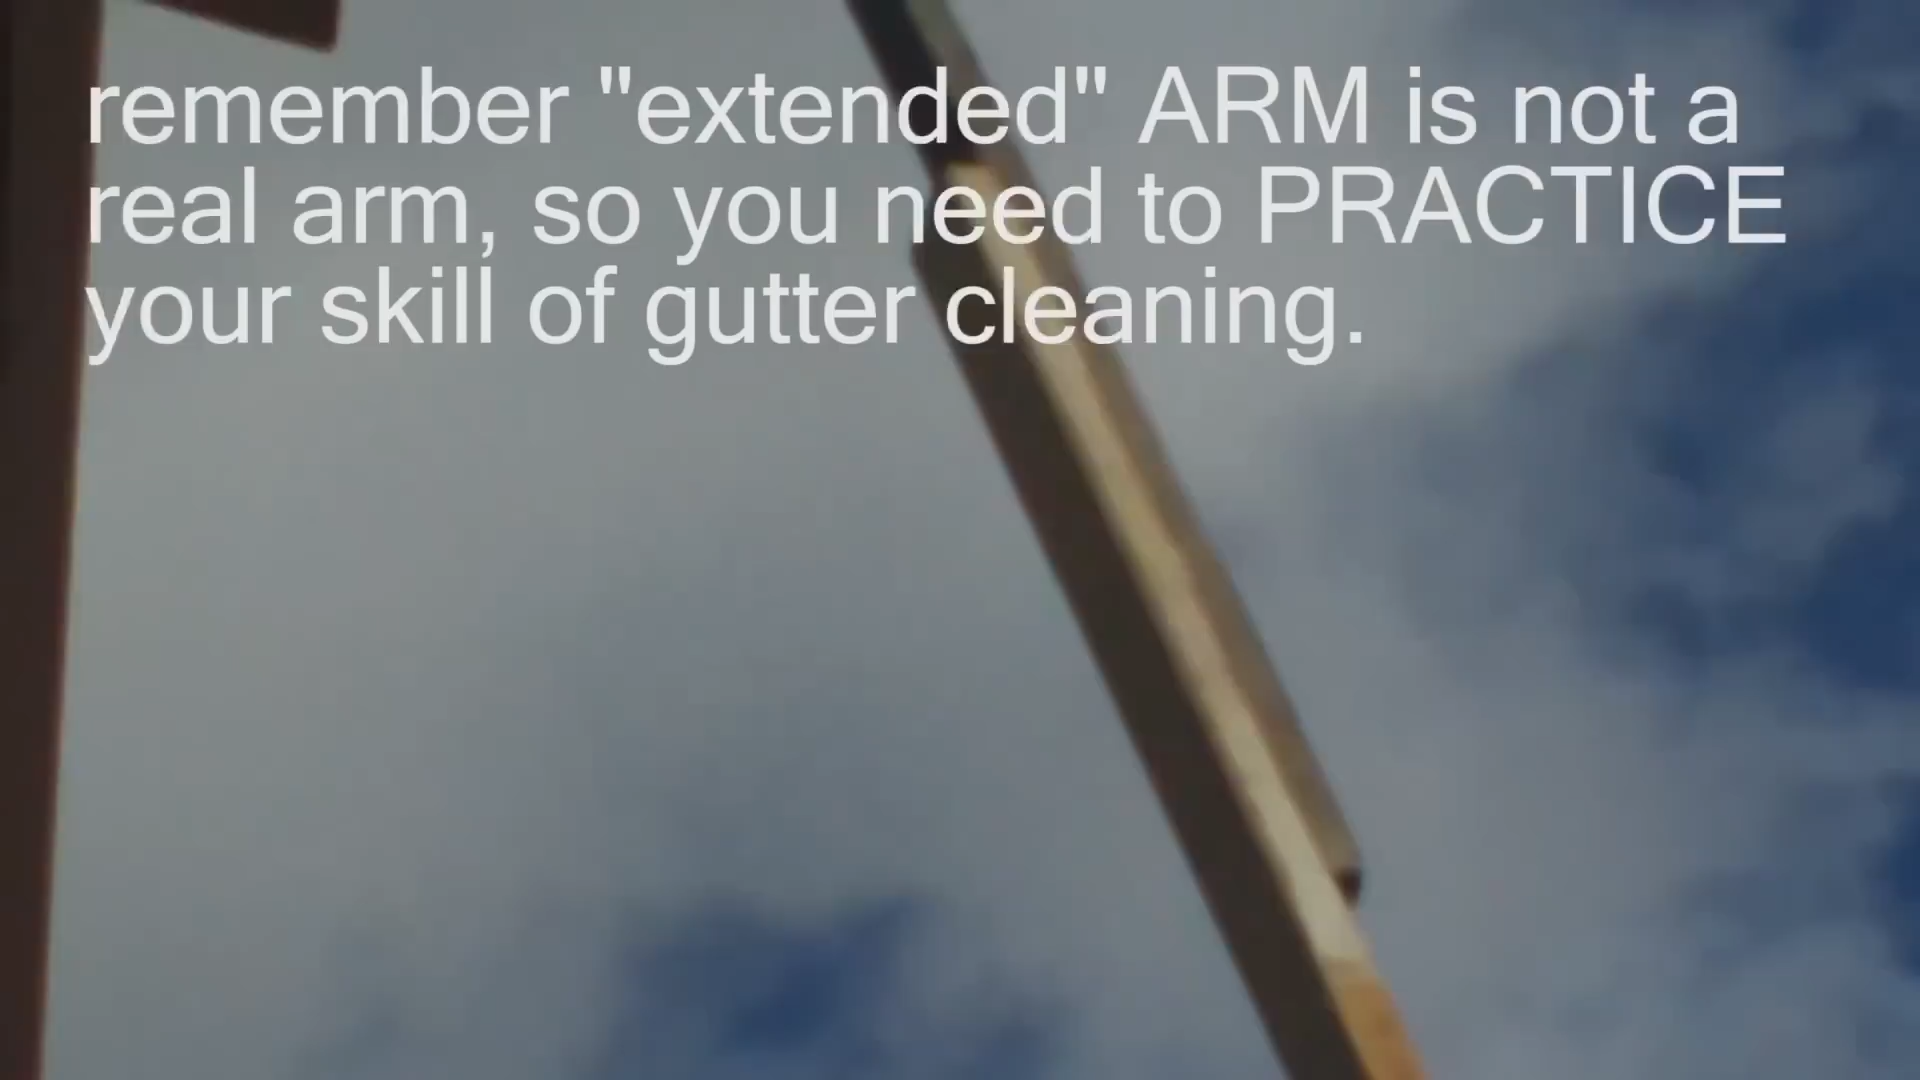 remember "extended" ARM is not a
real arm, so you need to PRACTICE
your skill of gutter cleaning.